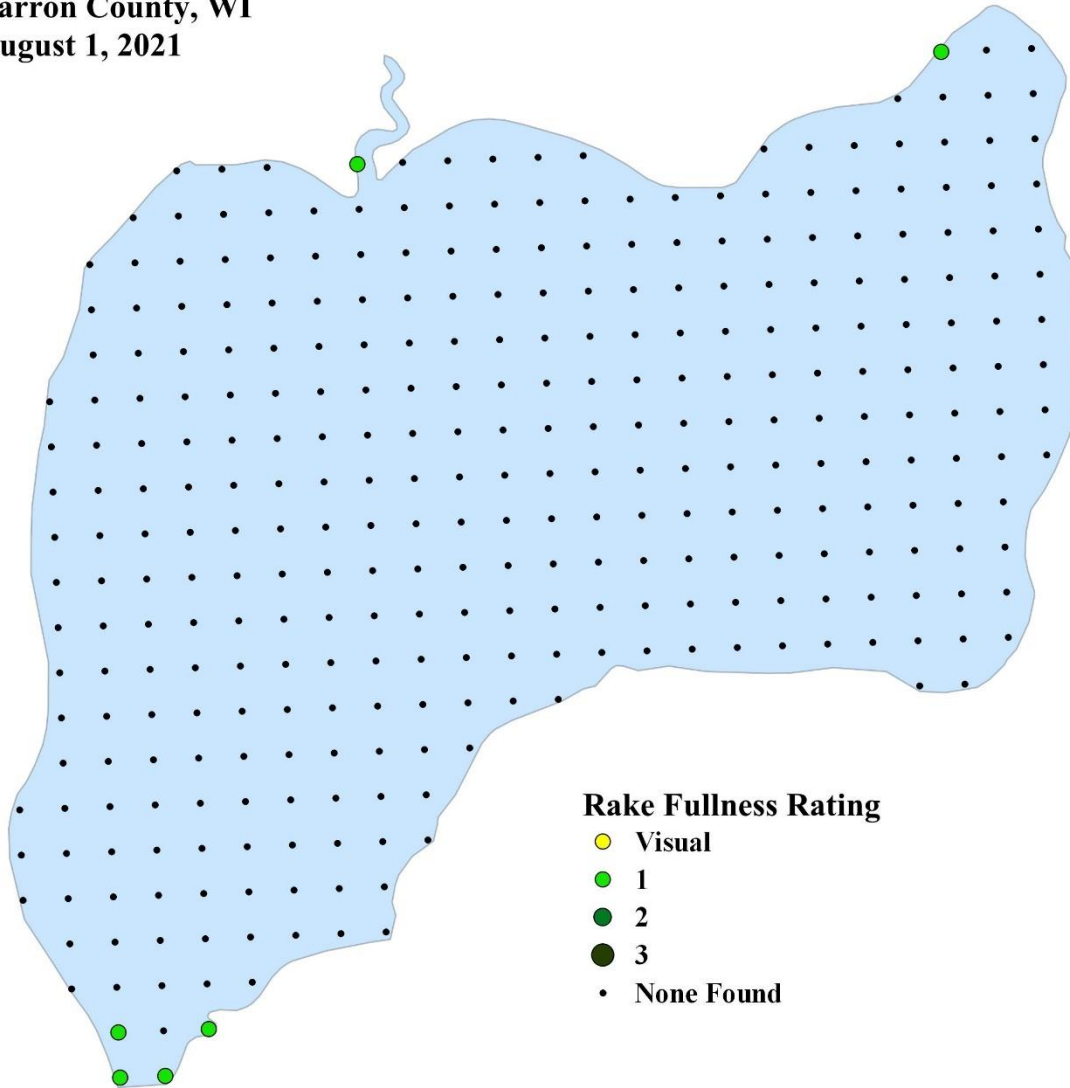 arron County, WI
ugust 1, 2021
Rake Fullness Rating
Visual
1
2
3
None Found